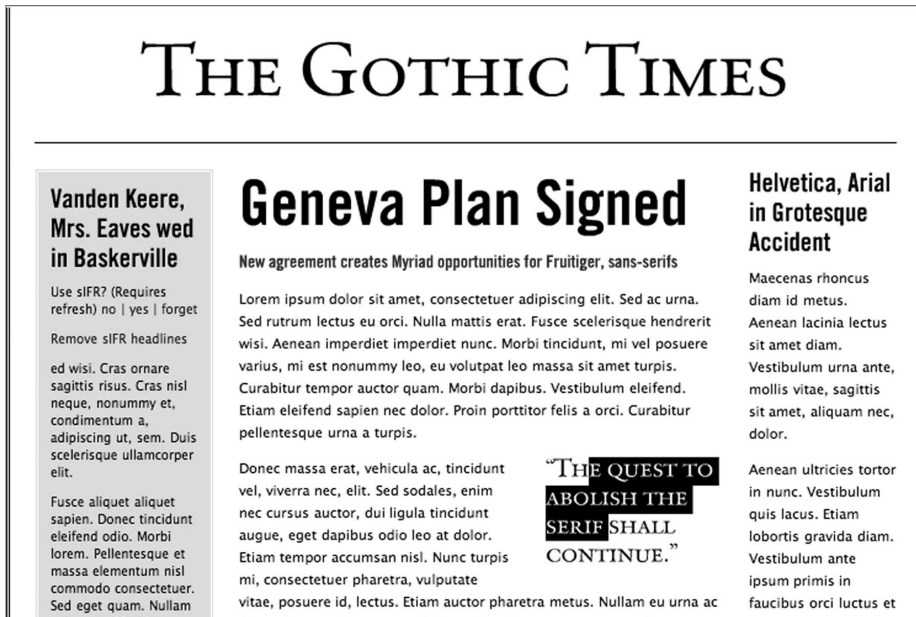 THE GOTHIC TIMES
Vanden Keere,
Mrs. Eaves wed
in Baskerville
Use sIFR? (Requires
refresh) no | yes | forget
Remove sIFR headlines
ed wisi. Cras ornare
sagittis risus. Cras nisl
neque, nonummy et,
condimentum a,
adipiscing ut, sem. Duis
scelerisque ullamcorper
elit.
Fusce aliquet aliquet
sapien. Donec tincidunt
eleifend odio. Morbi
lorem. Pellentesque et
massa elementum nisl
commodo consectetuer.
Sed eget quam. Nullam
Geneva Plan Signed
New agreement creates Myriad opportunities for Fruitiger, sans-serifs
Lorem ipsum dolor sit amet, consectetuer adipiscing elit. Sed ac urna.
Sed rutrum lectus eu orci. Nulla mattis erat. Fusce scelerisque hendrerit
wisi. Aenean imperdiet imperdiet nunc. Morbi tincidunt, mi vel posuere
varius, mi est nonummy leo, eu volutpat leo massa sit amet turpis.
Curabitur tempor auctor quam. Morbi dapibus. Vestibulum eleifend.
Etiam eleifend sapien nec dolor. Proin porttitor felis a orci. Curabitur
pellentesque urna a turpis.
Donec massa erat, vehicula ac, tincidunt
vel, viverra nec, elit. Sed sodales, enim
nec cursus auctor, dui ligula tincidunt
augue, eget dapibus odio leo at dolor.
Etiam tempor accumsan nisl. Nunc turpis
mi, consectetuer pharetra, vulputate
vitae, posuere id, lectus. Etiam auctor pharetra metus. Nullam eu urna ac
“THE QUEST TO
ABOLISH THE
SERIF SHALL
CONTINUE.”
Helvetica, Arial
in Grotesque
Accident
Maecenas rhoncus
diam id metus.
Aenean lacinia lectus
sit amet diam.
Vestibulum urna ante,
mollis vitae, sagittis
sit amet, aliquam nec,
dolor.
Aenean ultricies tortor
in nunc. Vestibulum
quis lacus. Etiam
lobortis gravida diam.
Vestibulum ante
ipsum primis in
faucibus orci luctus et